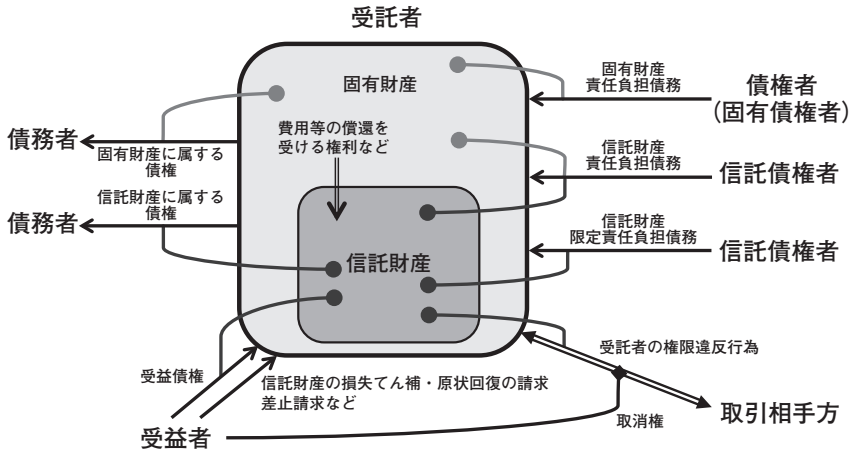 受託者
固有財産
固有財産
責任負担債務
債権者
(固有債権者)
費用等の償還を
受ける権利など
債務者
固有財産に属する
債権
信託財産
責任負担債務
信託債権者
信託財産に属する
債権
債務者
信託財産
限定責任負担債務
信託債権者
信託財産
受託者の権限違反行為
受益債権
信託財産の損失てん補・原状回復の請求
差止請求など
取引相手方
取消権
受益者